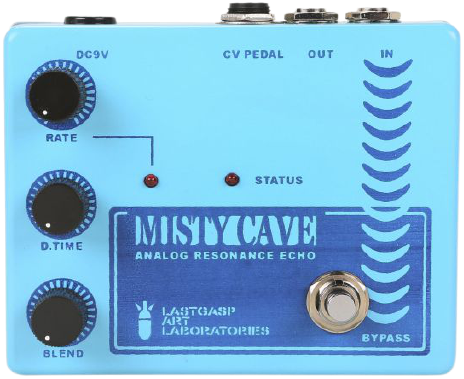 DC9V
CV PEDAL
OUT
IN
RATE
STATUS
D.TIME
MISTY CAVE
ANALOG RESONANCE ECHO
LASTGASP
ART
LABORATORIES
BLEND
BYPASS